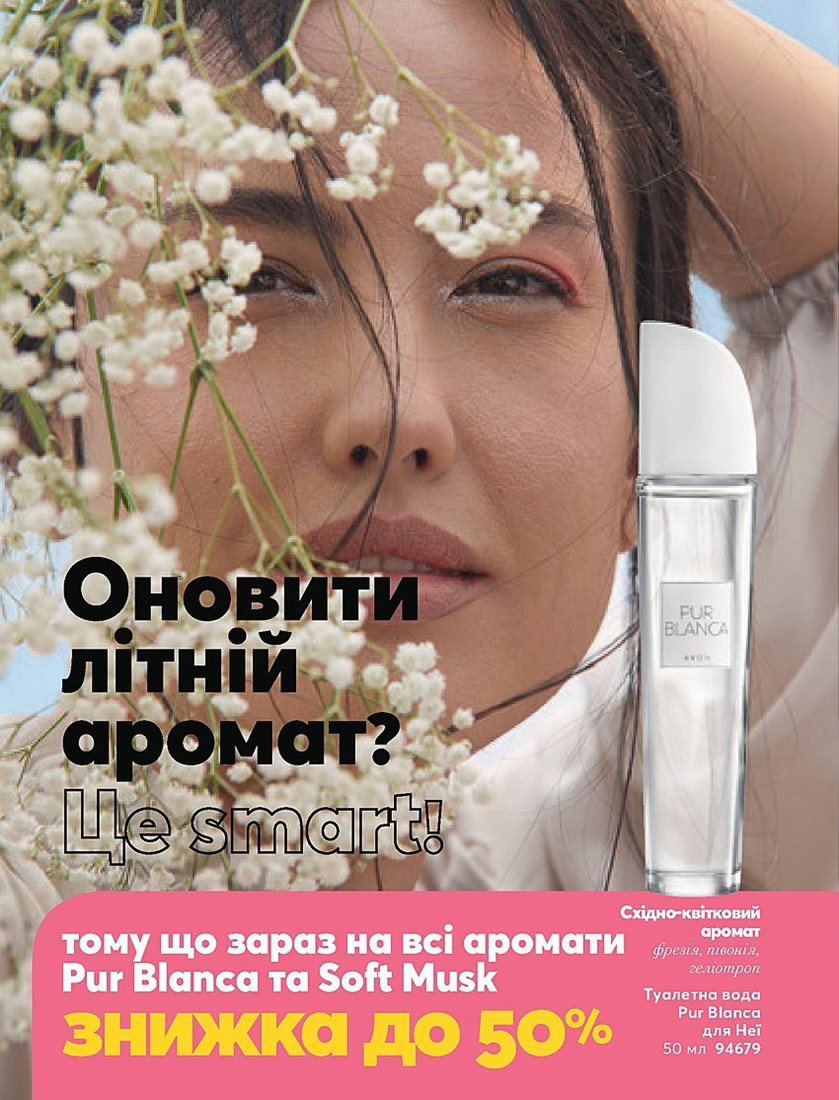 Оновити
літній
аромат?
Це smart!
PUR
BLANCA
AVON
тому що зараз на всі аромати
Pur Blanca та Soft Musk
знижка до 50%
Східно-квітковий
аромат
фрезія, півонія,
геліотроп
Туалетна вода
Pur Blanca
для Неї
50 мл 94679